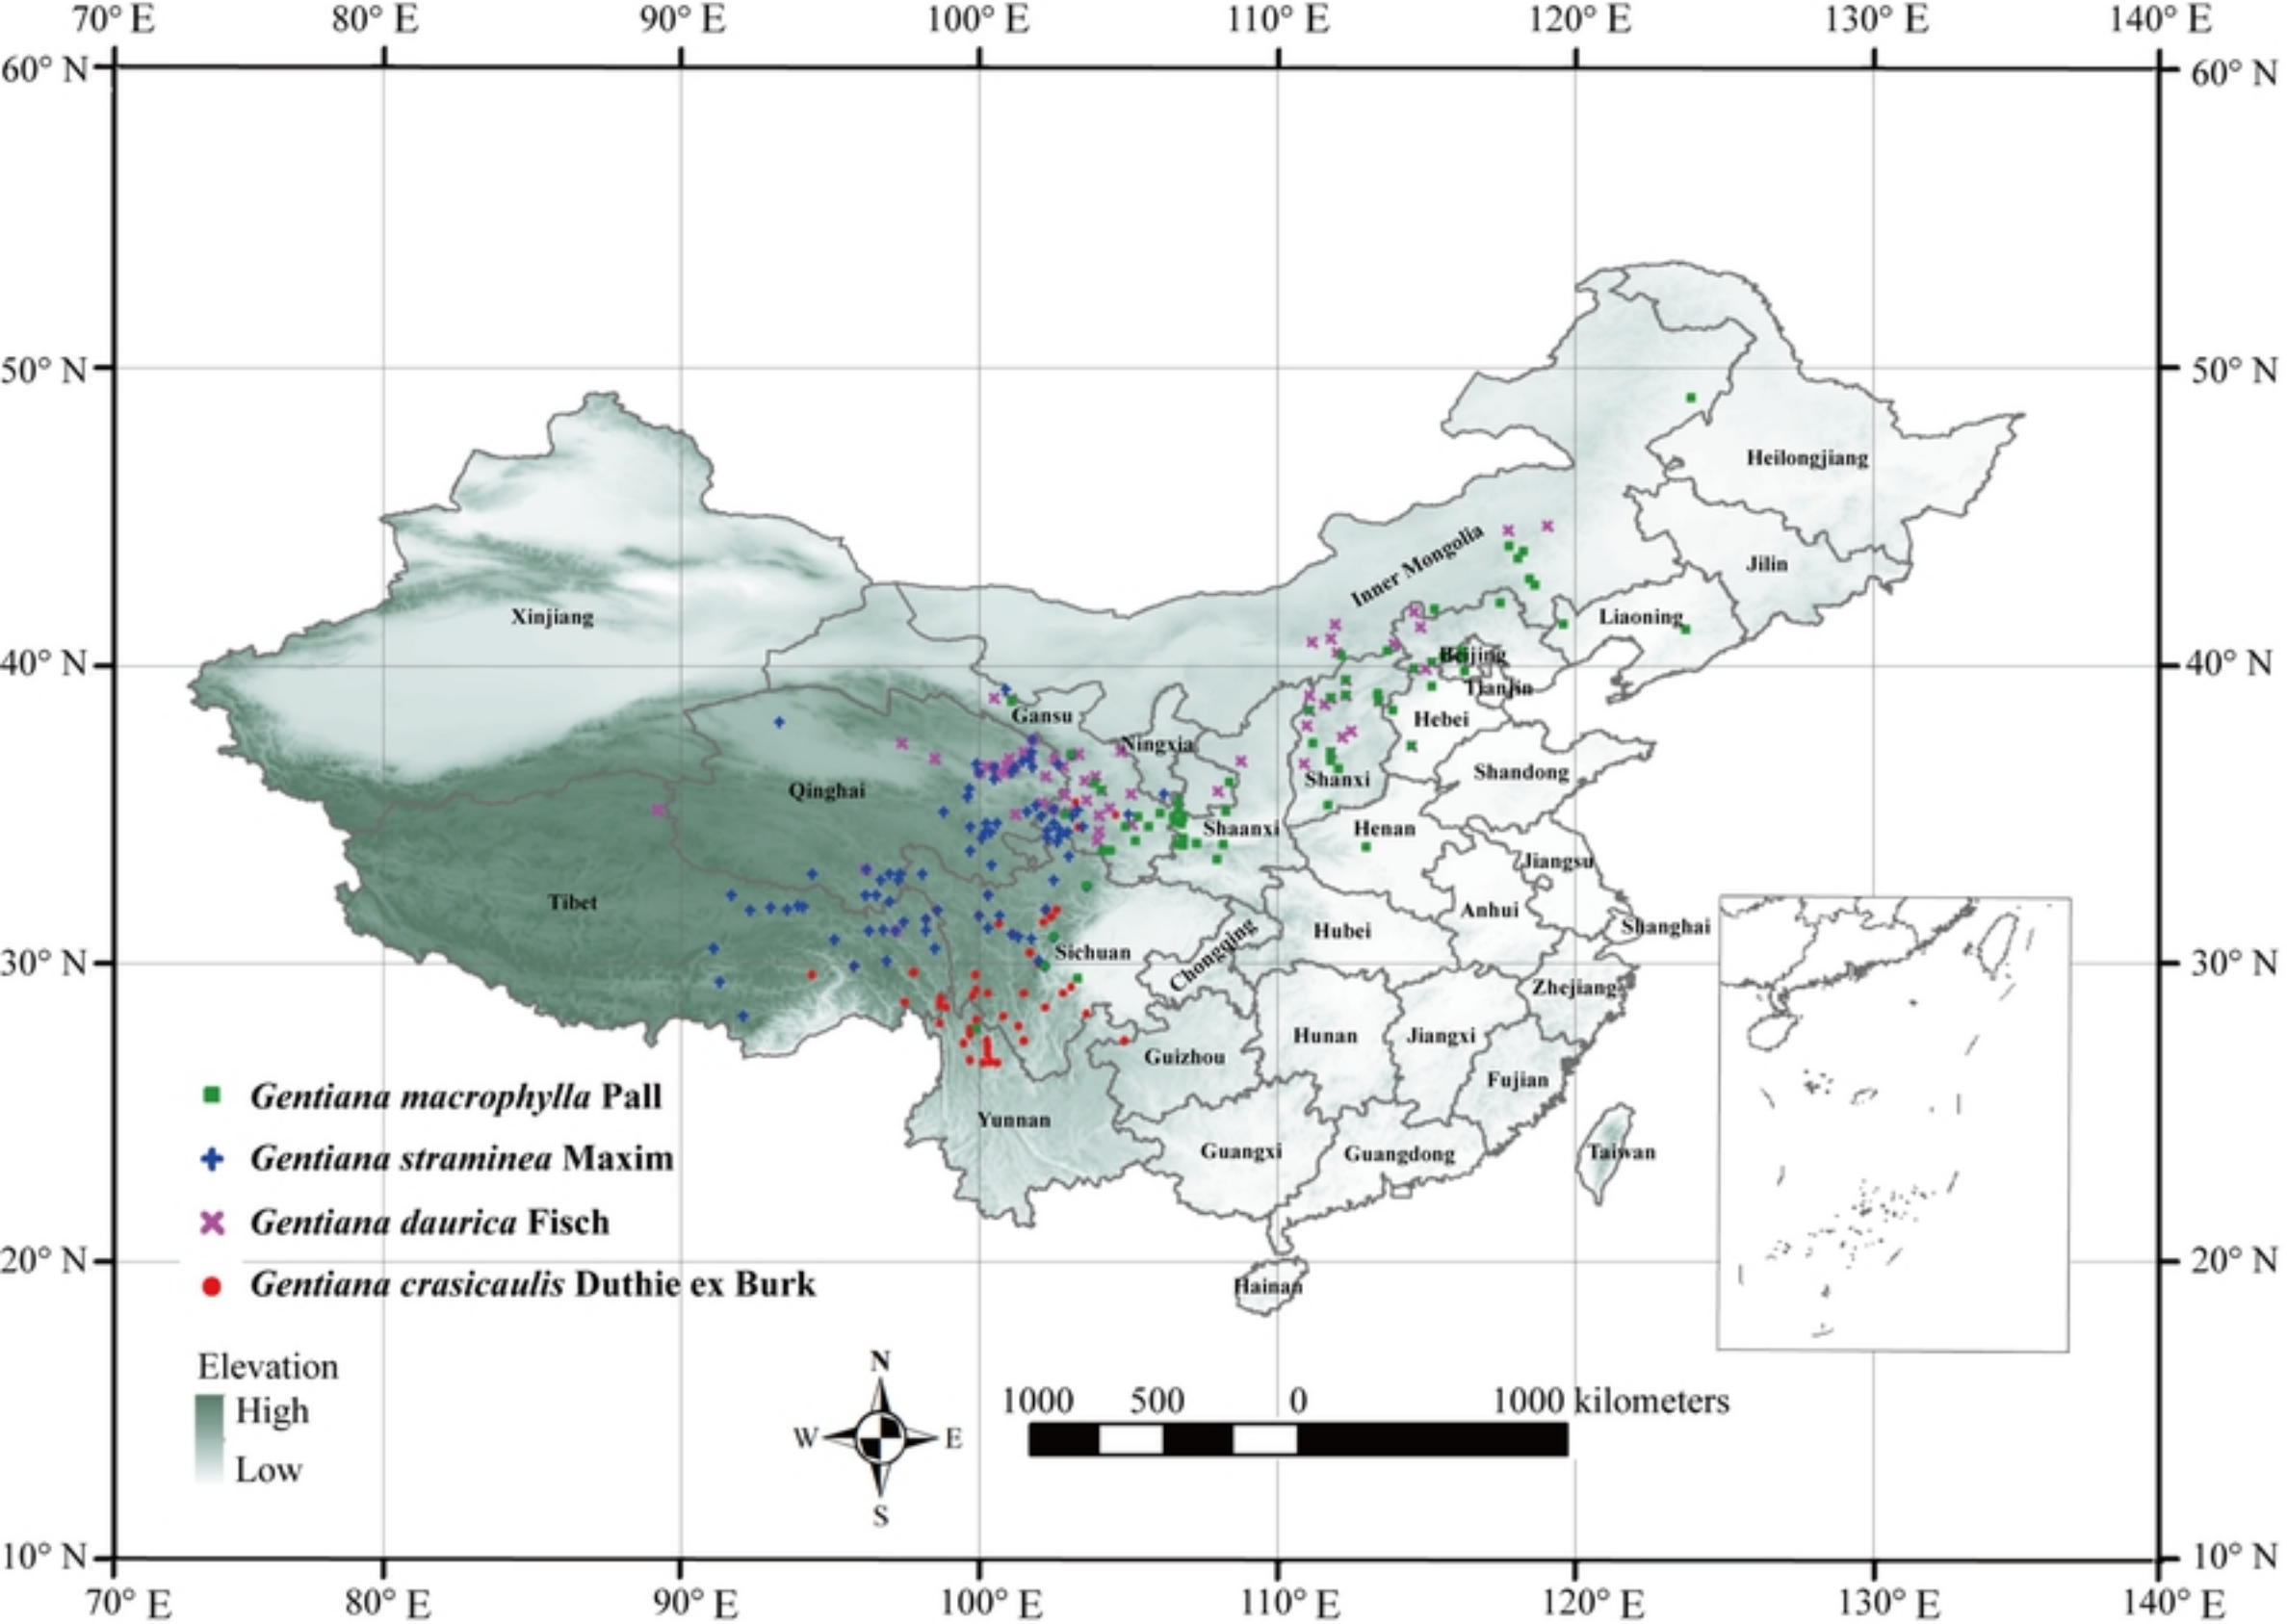 70° E 80° E 90° E 100° E 110° E 120° E 130° E 140° E
60° N 60° N
50° N 50° N
Heilongjiang
Inner Mongolia
Jilin
Xinjiang
Liaoning
40° N 40° N
Beijing
Tianjin
Gansu
Hebei
Ningxia
Shandong
Shanxi
Qinghai
Shaanxi
Henan
Jiangsu
Tibet
Anhui
Shanghai
Hubei
Chongqing
Sichuan
30° N 30° N
Zhejiang
Hunan
Jiangxi
Guizhou
Fujian
Gentiana macrophylla Pall
Yunnan
Guangxi
Guangdong
Taiwan
Gentiana straminea Maxim
Gentiana daurica Fisch
20° N 20° N
Gentiana crasicaulis Duthie ex Burk
Hainan
Elevation
High
Low
N
W E
S
1000 500 0 1000 kilometers
10° N 10° N
70° E 80° E 90° E 100° E 110° E 120° E 130° E 140° E